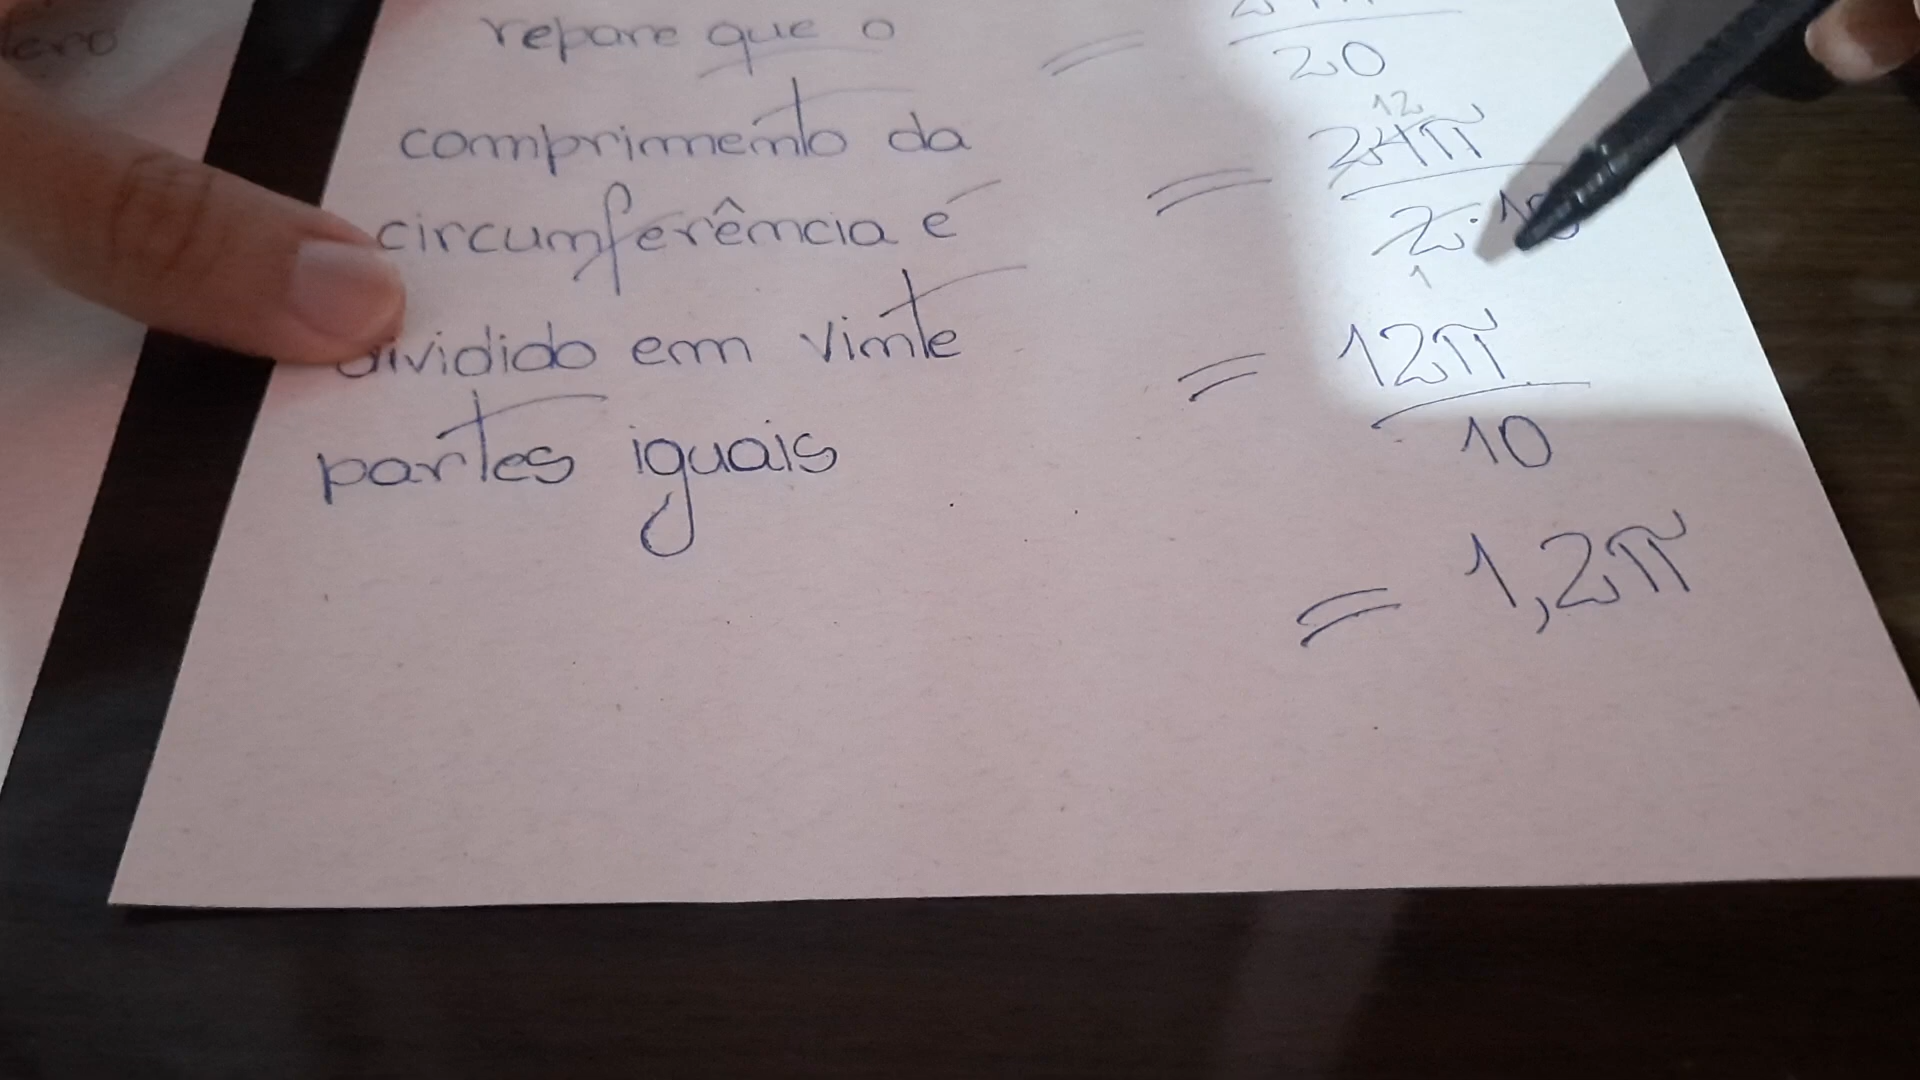 repare que o
comprimento da
circunferência é
dividido em vinte
partes iguais
= 24π
20
= 24π 12
2 · 10
1
= 12π
10
= 1,2π